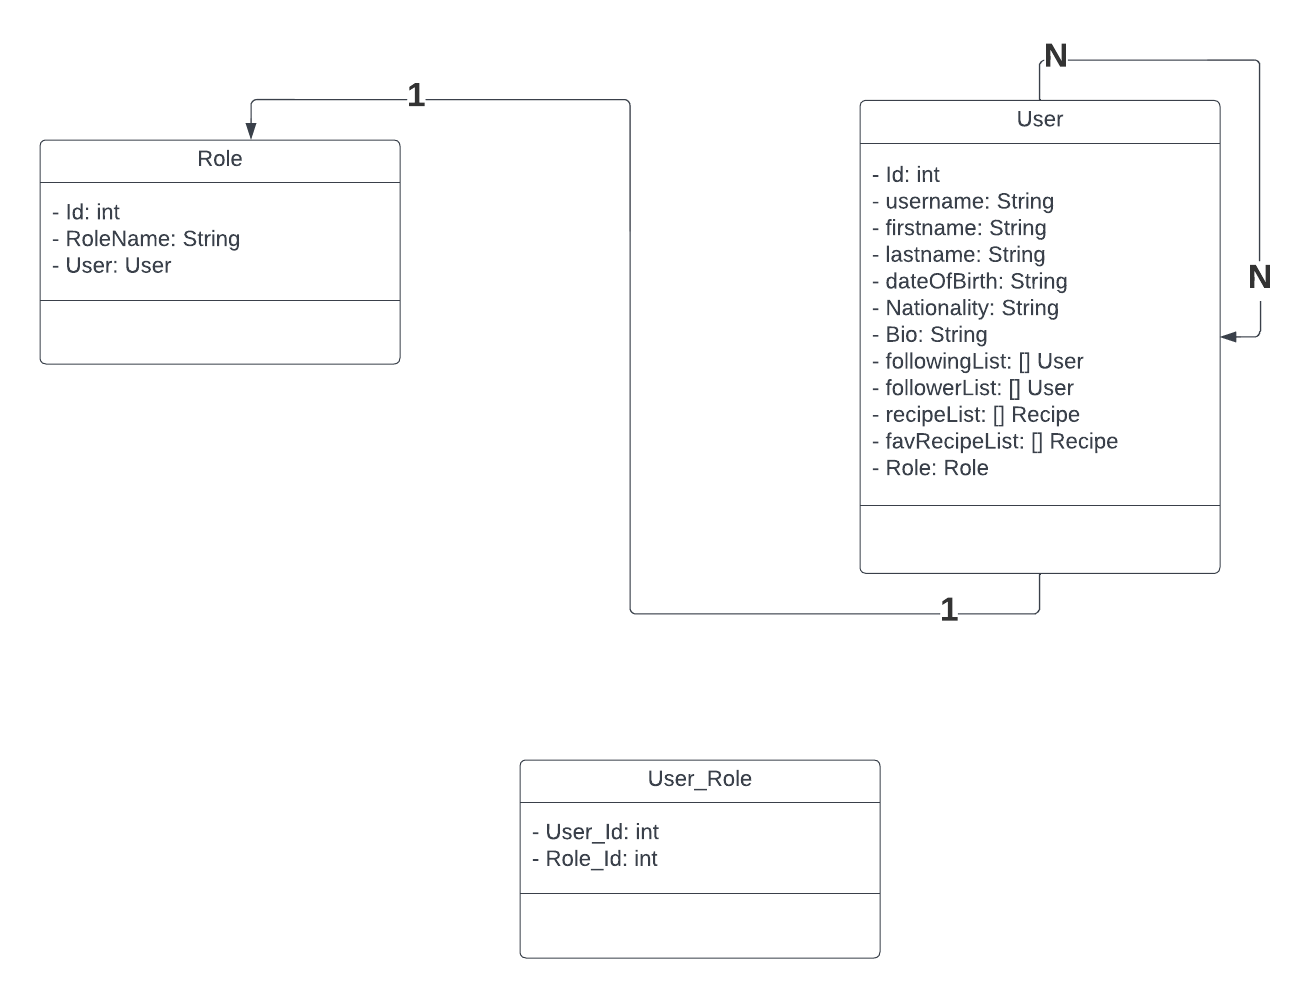 N
1
User
Role
- Id: int
- username: String
- firstname: String
- lastname: String
- dateOfBirth: String
- Nationality: String
- Bio: String
- followingList: [] User
- followerList: [] User
- recipeList: [] Recipe
- favRecipeList: [] Recipe
- Role: Role
- Id: int
- RoleName: String
- User: User
N
1
User_Role
- User_Id: int
- Role_Id: int